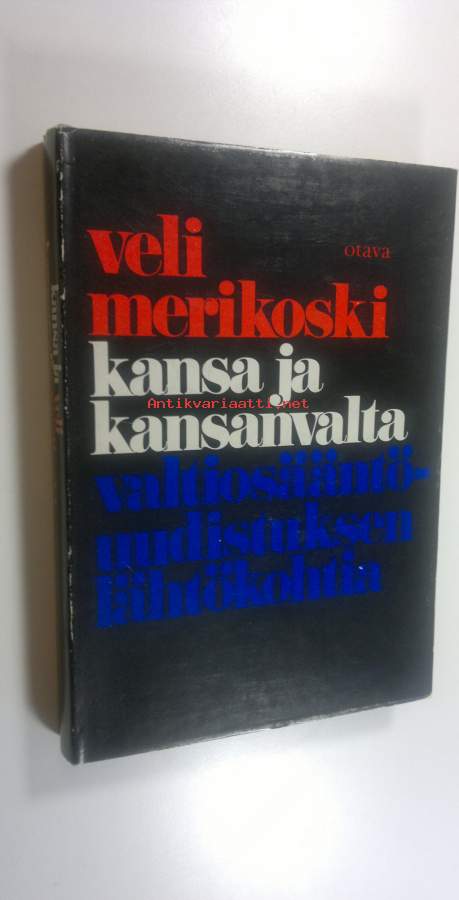 otava
veli
merikoski
kansa ja
kansanvalta
valtiosääntö-
uudistuksen
lähtökohtia
Antikvariaatti.net